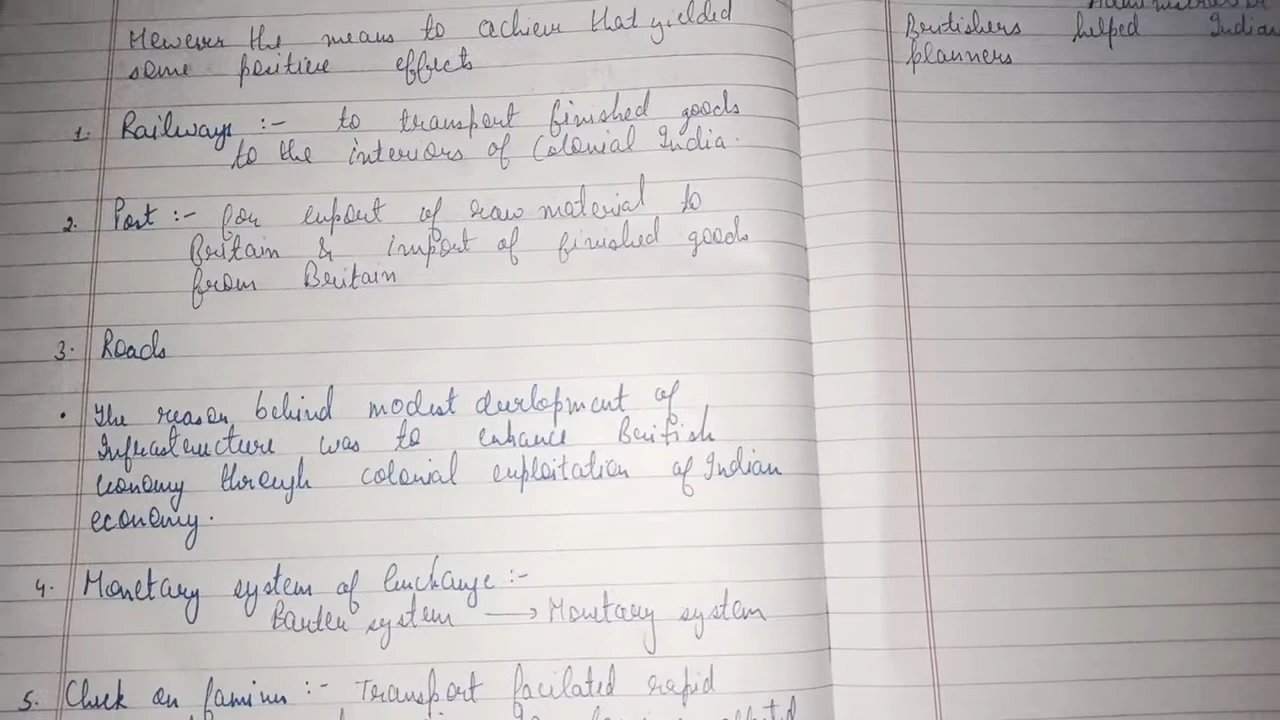 However the means to achieve that yielded
some positive effects
1. Railways :- to transport finished goods
to the interiors of Colonial India.
2. Port :- for export of raw material to
Britain & import of finished goods
from Britain
3. Roads
• The reason behind modest development of
Infrastructure was to enhance British
economy through colonial exploitation of Indian
economy.
4. Monetary system of Exchange :-
Barter system → Monetary system
5. Check on famines :- Transport facilated rapid
Britishers helped Indian
planners